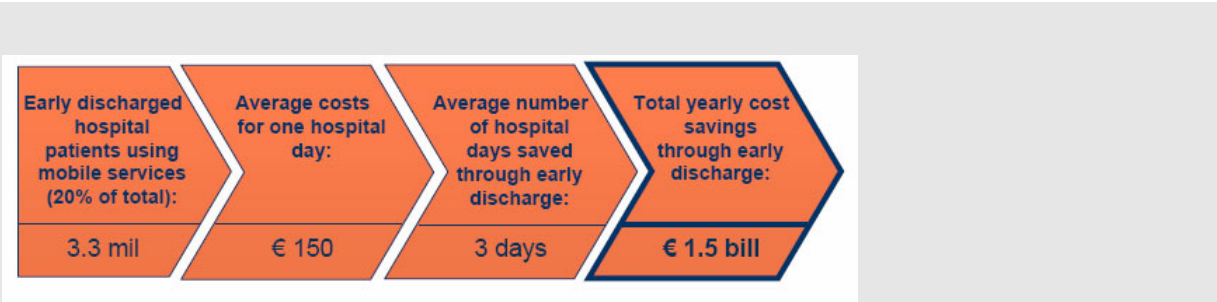 Early discharged
hospital
patients using
mobile services
(20% of total):
3.3 mil
Average costs
for one hospital
day:
€ 150
Average number
of hospital
days saved
through early
discharge:
3 days
Total yearly cost
savings
through early
discharge:
€ 1.5 bill